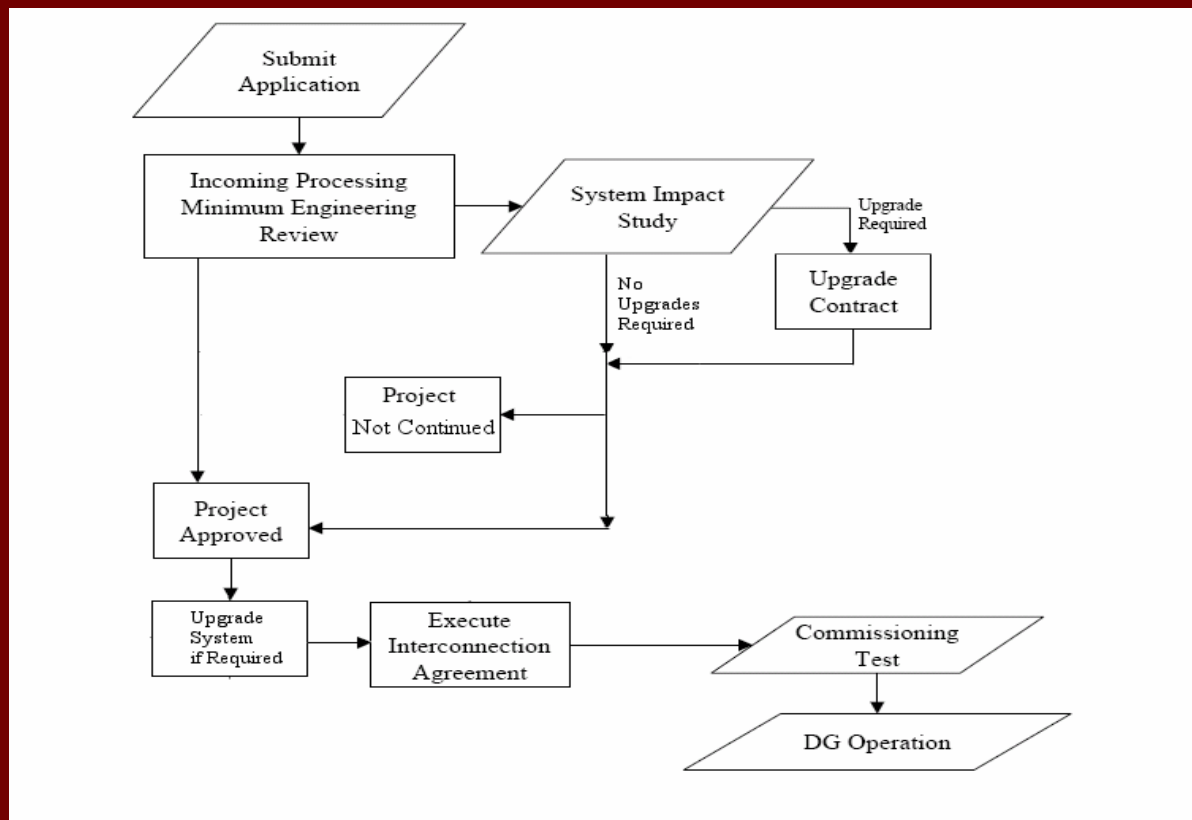 Submit
Application
Incoming Processing
Minimum Engineering
Review
System Impact
Study
Upgrade
Required
Upgrade
Contract
No
Upgrades
Required
Project
Not Continued
Project
Approved
Upgrade
System
if Required
Execute
Interconnection
Agreement
Commissioning
Test
DG Operation